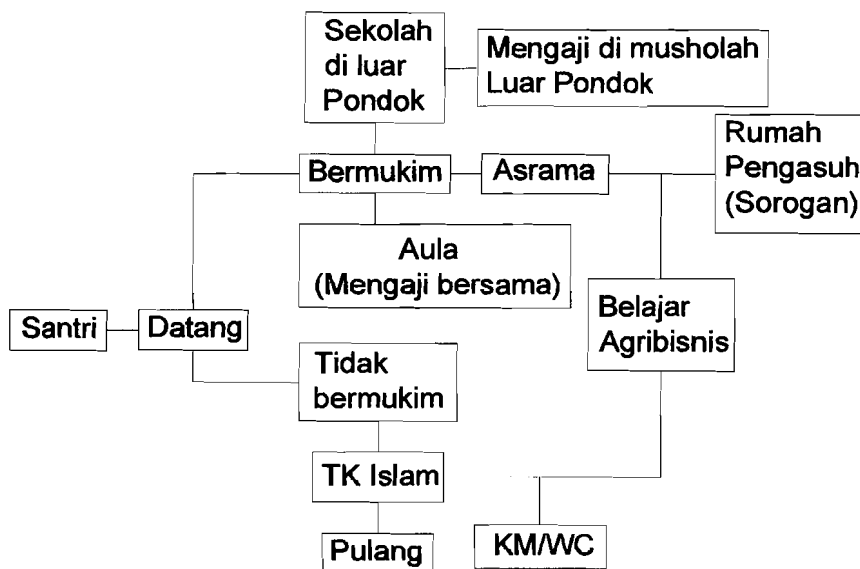 Sekolah
di luar
Pondok
Mengaji di musholah
Luar Pondok
Rumah
Pengasuh
(Sorogan)
Bermukim
Asrama
Aula
(Mengaji bersama)
Belajar
Agribisnis
Santri
Datang
Tidak
bermukim
TK Islam
Pulang
KM/WC